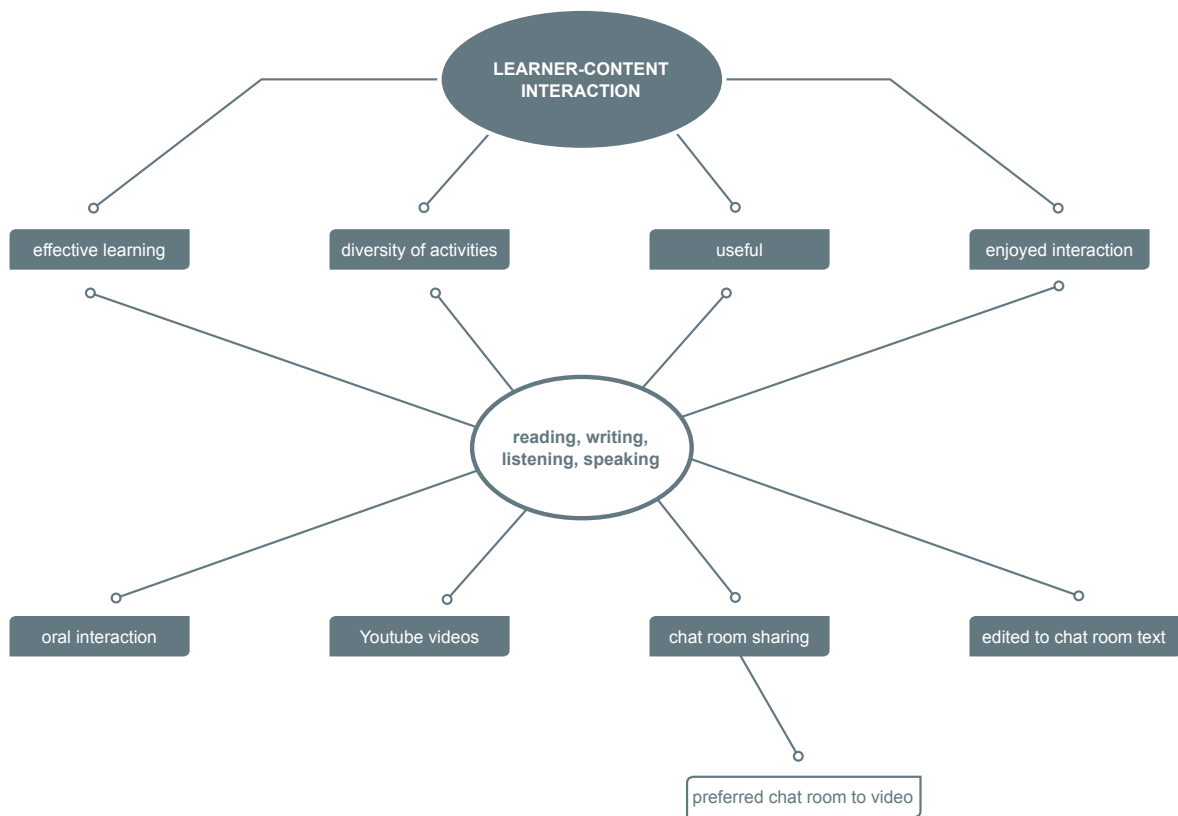 LEARNER-CONTENT
INTERACTION
effective learning
diversity of activities
useful
enjoyed interaction
reading, writing,
listening, speaking
oral interaction
Youtube videos
chat room sharing
edited to chat room text
preferred chat room to video